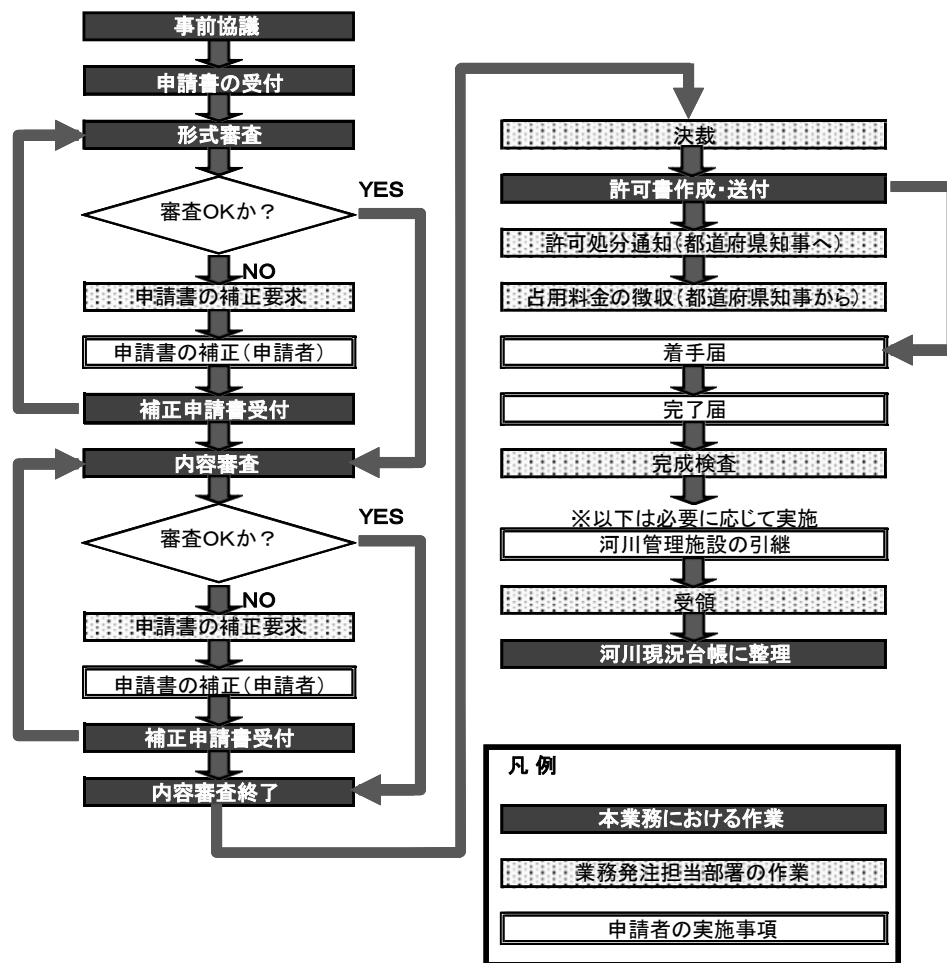 事前協議
申請書の受付
形式審査
審査OKか？
YES
NO
申請書の補正要求
申請書の補正(申請者)
補正申請書受付
内容審査
審査OKか？
YES
NO
申請書の補正要求
申請書の補正(申請者)
補正申請書受付
内容審査終了
決裁
許可書作成・送付
許可処分通知(都道府県知事へ)
占用料金の徴収(都道府県知事から)
着手届
完了届
完成検査
※以下は必要に応じて実施
河川管理施設の引継
受領
河川現況台帳に整理
凡 例
本業務における作業
業務発注担当部署の作業
申請者の実施事項